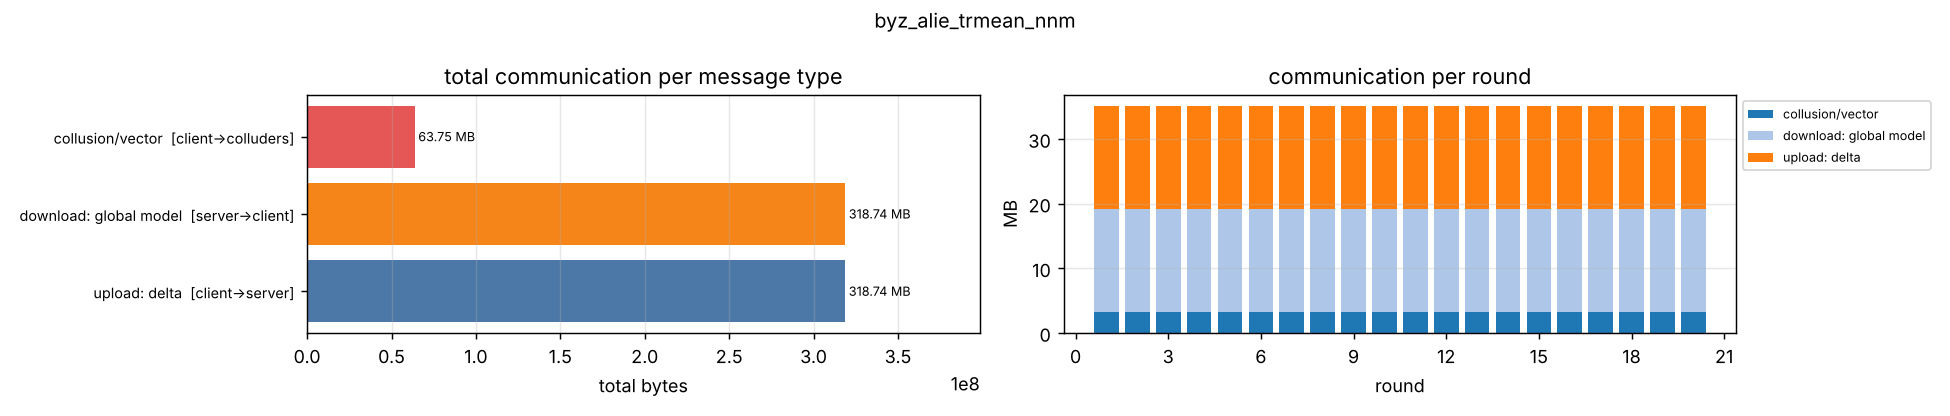 byz_alie_trmean_nnm
total communication per message type
collusion/vector [client→colluders]
63.75 MB
download: global model [server→client]
318.74 MB
upload: delta [client→server]
318.74 MB
0.0 0.5 1.0 1.5 2.0 2.5 3.0 3.5
total bytes
1e8
communication per round
MB
30
20
10
0
0 3 6 9 12 15 18 21
round
collusion/vector
download: global model
upload: delta